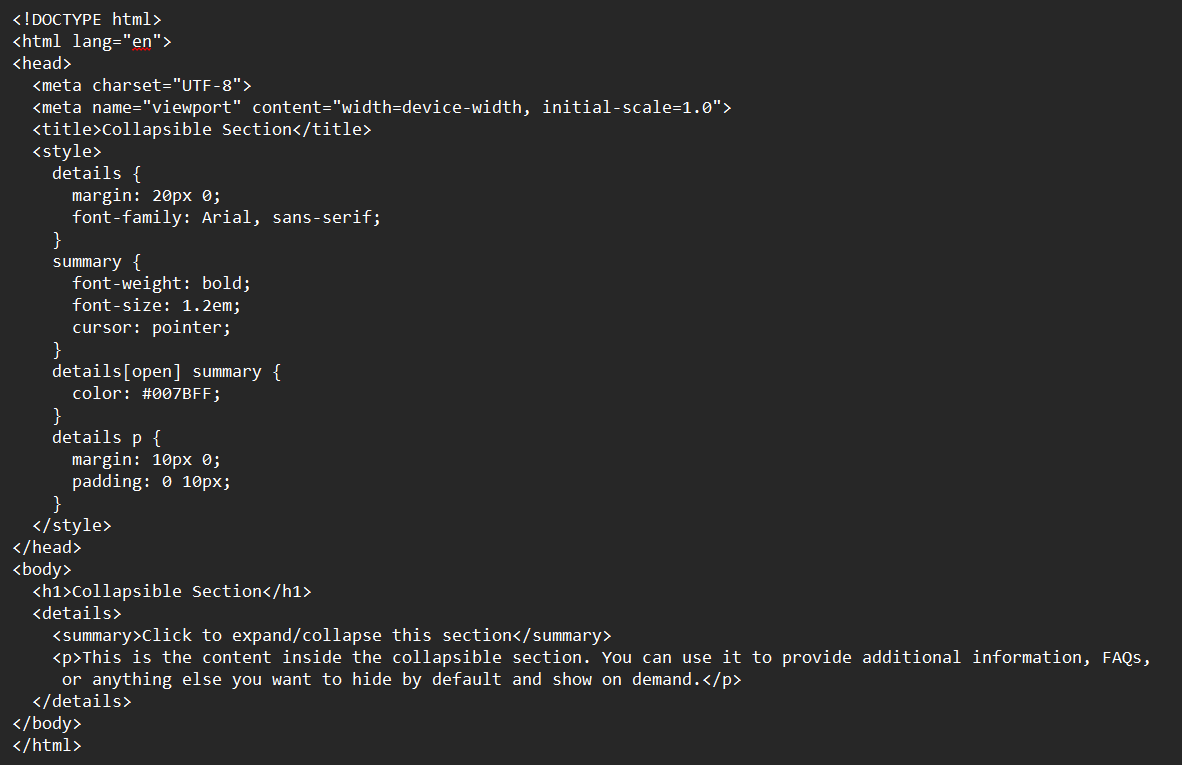 <!DOCTYPE html>
<html lang="en">
<head>
  <meta charset="UTF-8">
  <meta name="viewport" content="width=device-width, initial-scale=1.0">
  <title>Collapsible Section</title>
  <style>
    details {
      margin: 20px 0;
      font-family: Arial, sans-serif;
    }
    summary {
      font-weight: bold;
      font-size: 1.2em;
      cursor: pointer;
    }
    details[open] summary {
      color: #007BFF;
    }
    details p {
      margin: 10px 0;
      padding: 0 10px;
    }
  </style>
</head>
<body>
  <h1>Collapsible Section</h1>
  <details>
    <summary>Click to expand/collapse this section</summary>
    <p>This is the content inside the collapsible section. You can use it to provide additional information, FAQs,
     or anything else you want to hide by default and show on demand.</p>
  </details>
</body>
</html>